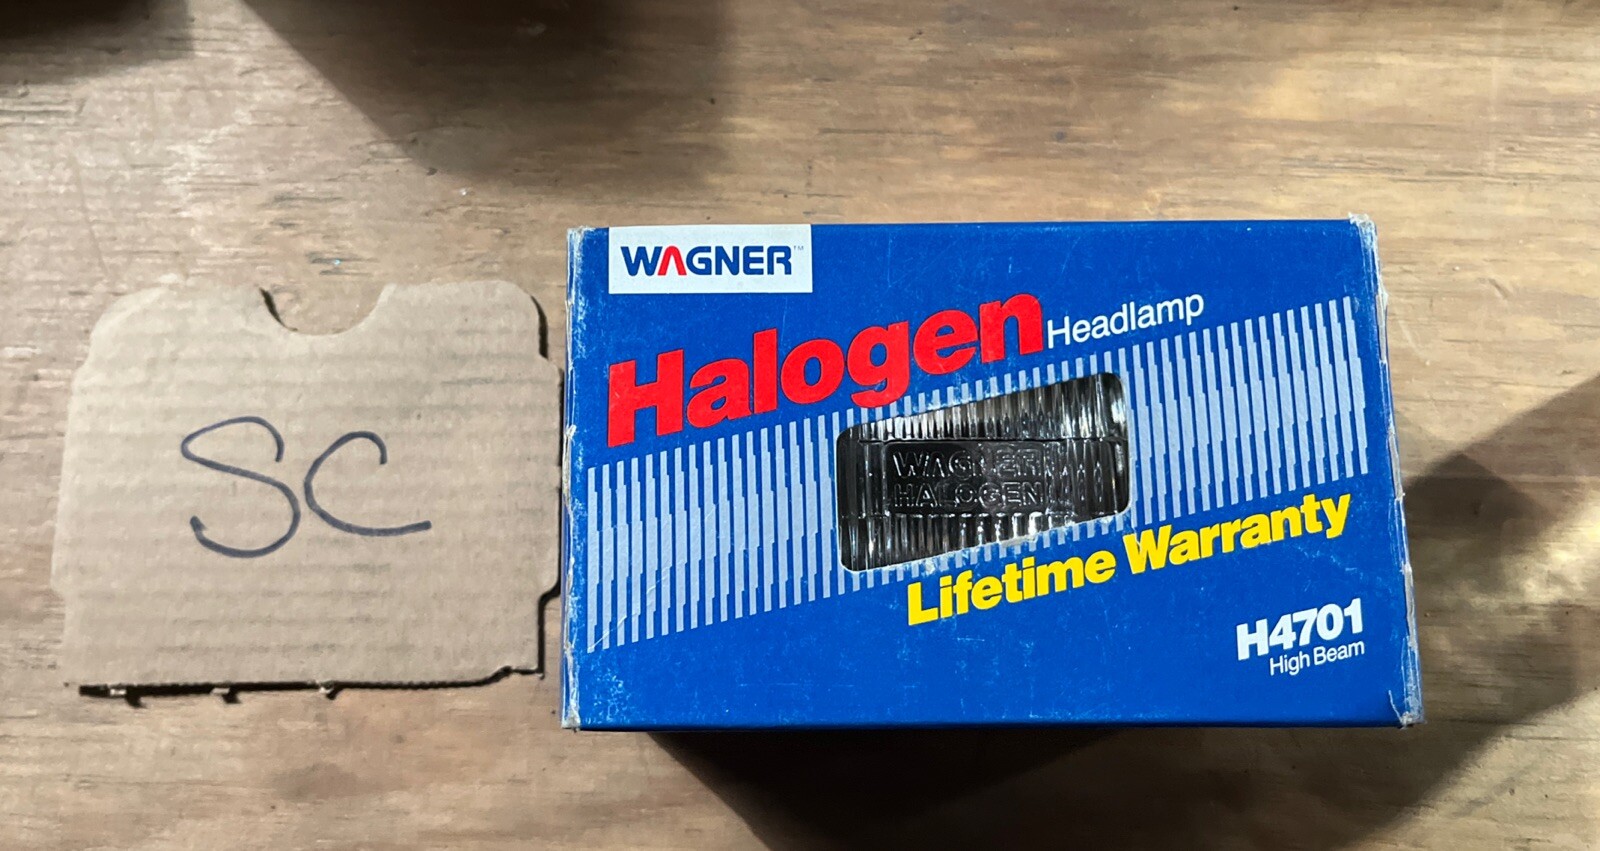 SC
WAGNER™
Halogen Headlamp
WAGNER
HALOGEN
Lifetime Warranty
H4701
High Beam